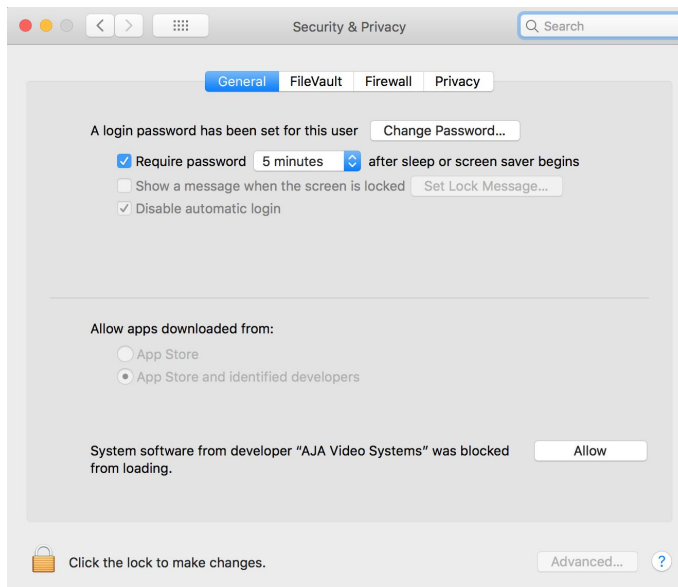 Security & Privacy
Search
General FileVault Firewall Privacy
A login password has been set for this user Change Password...
Require password 5 minutes after sleep or screen saver begins
Show a message when the screen is locked Set Lock Message...
Disable automatic login
Allow apps downloaded from:
App Store
App Store and identified developers
System software from developer “AJA Video Systems” was blocked Allow
from loading.
Click the lock to make changes. Advanced... ?